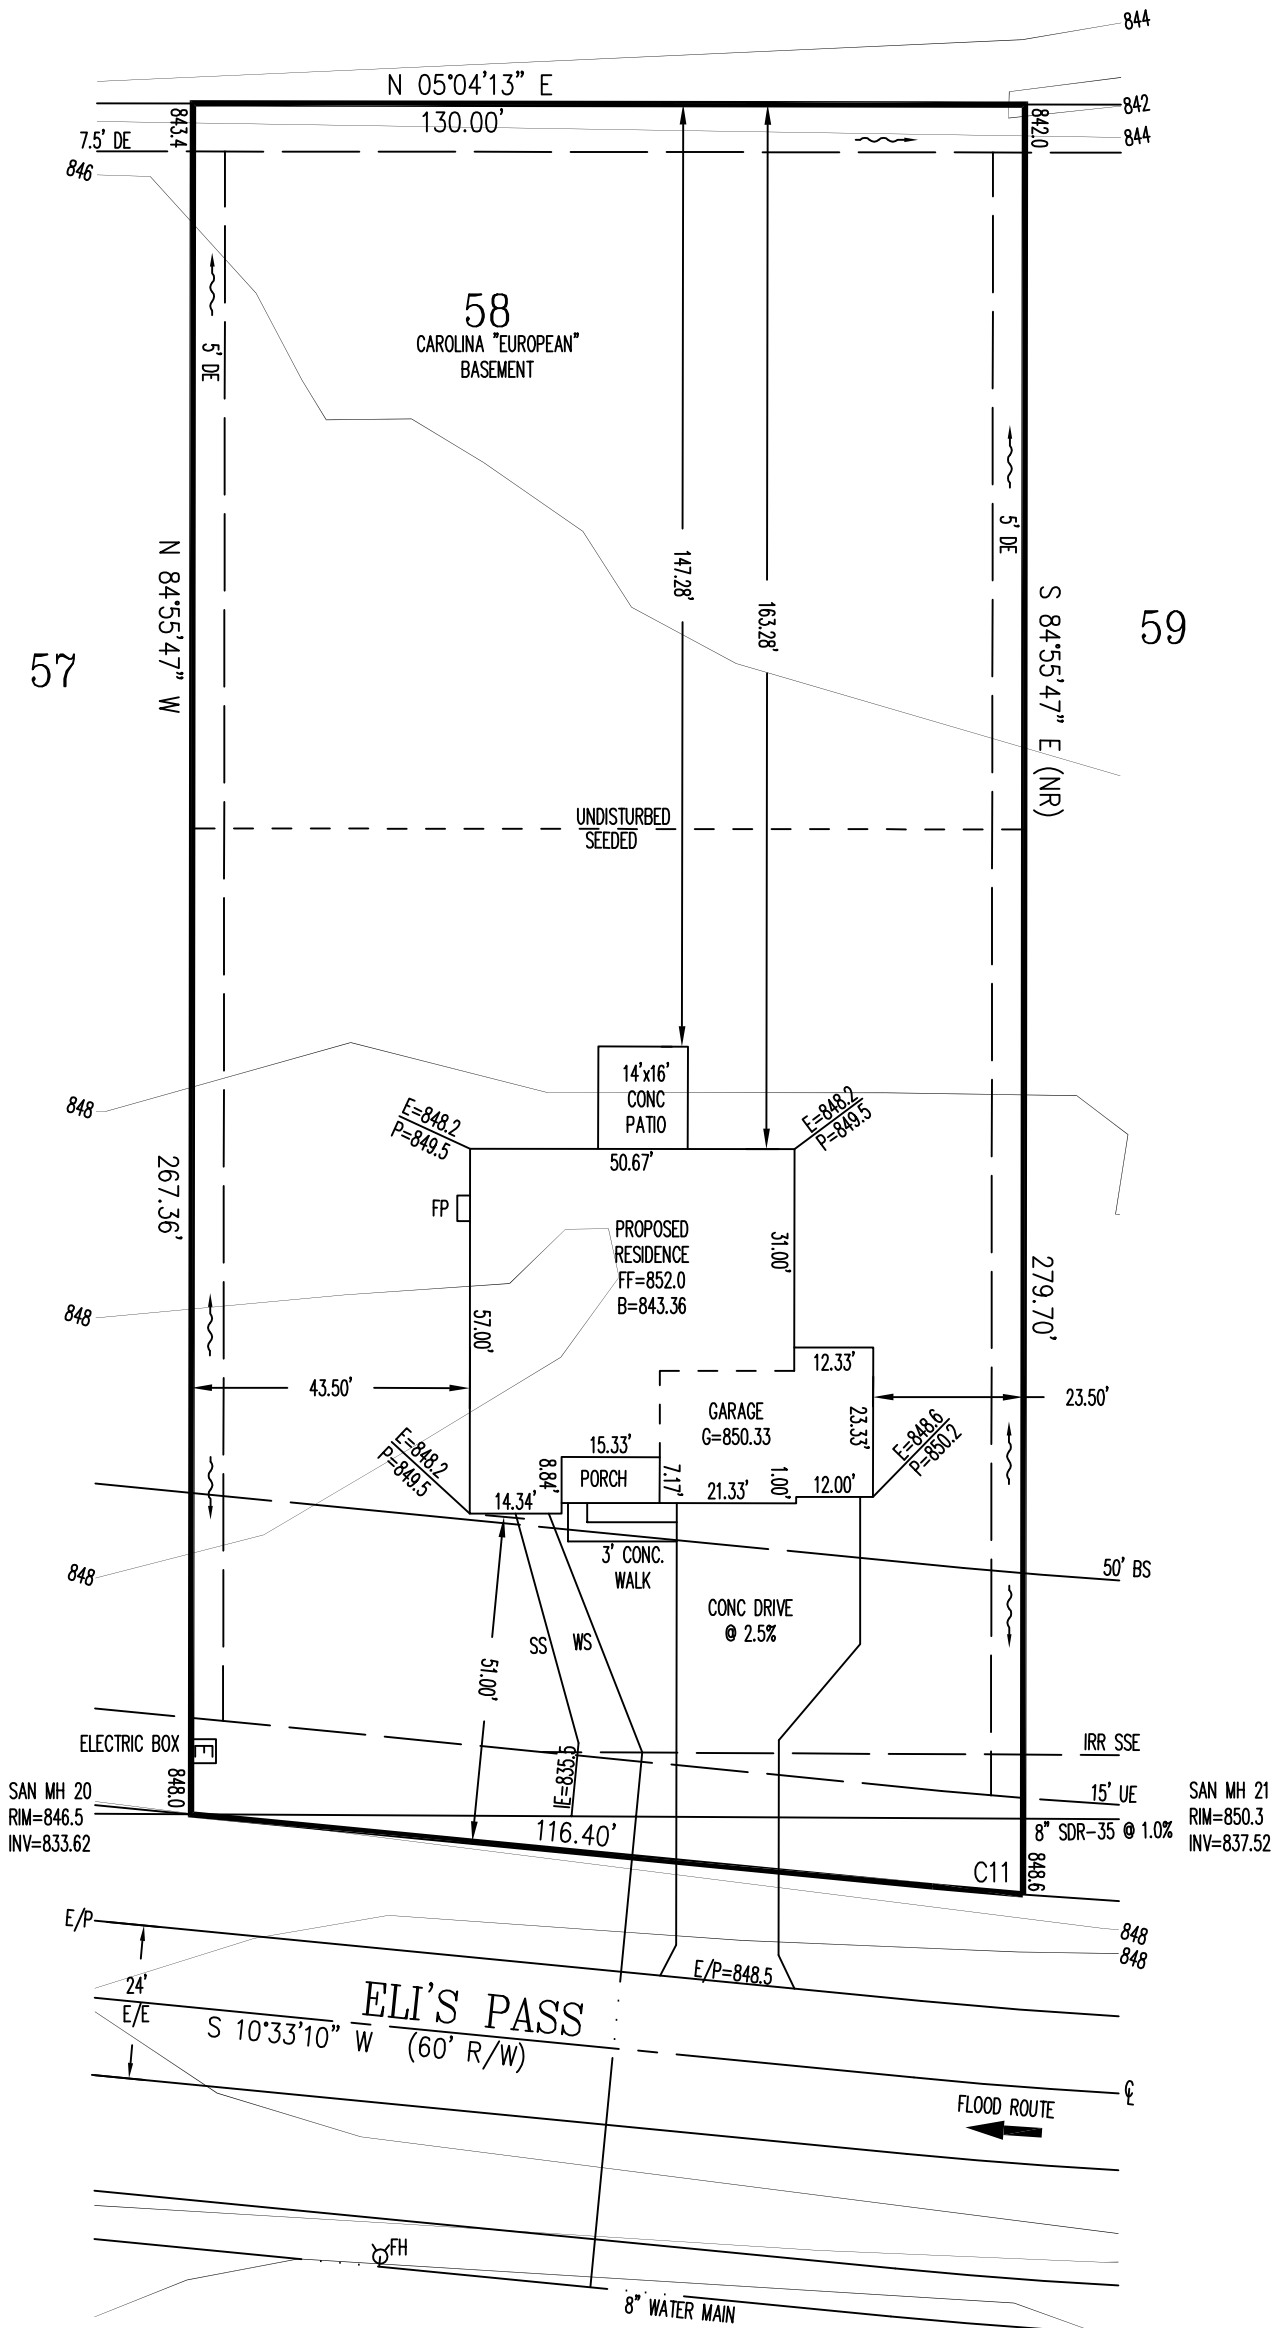 844
N 05°04'13" E
842
130.00'
843.4
842.0
844
7.5' DE
846
58
CAROLINA "EUROPEAN"
BASEMENT
5' DE
5' DE
N 84°55'47" W
147.28'
163.28'
S 84°55'47" E (NR)
57
59
UNDISTURBED
SEEDED
14'x16'
CONC
PATIO
848
E=848.2
P=849.5
E=848.2
P=849.5
50.67'
267.36'
FP
31.00'
PROPOSED
RESIDENCE
FF=852.0
B=843.36
279.70'
848
57.00'
12.33'
43.50'
23.50'
GARAGE
G=850.33
23.33'
E=848.2
P=849.5
E=848.6
P=850.2
15.33'
8.84'
PORCH
7.17'
1.00'
14.34'
21.33'
12.00'
848
3' CONC.
WALK
50' BS
CONC DRIVE
@ 2.5%
SS
WS
51.00'
ELECTRIC BOX
E
IRR SSE
IE=835.5
848.0
SAN MH 20
RIM=846.5
INV=833.62
15' UE
SAN MH 21
RIM=850.3
INV=837.52
116.40'
8" SDR-35 @ 1.0%
C11
848.6
E/P
848
848
E/P=848.5
24'
E/E
ELI'S PASS
S 10°33'10" W (60' R/W)
℄
FLOOD ROUTE
FH
8" WATER MAIN